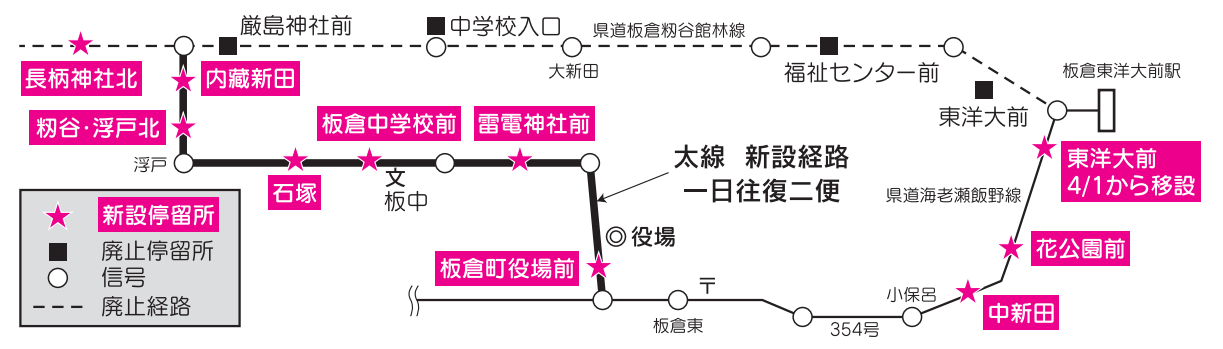 厳島神社前
中学校入口
県道板倉籾谷館林線
大新田
福祉センター前
板倉東洋大前駅
長柄神社北
内蔵新田
東洋大前
籾谷・浮戸北
板倉中学校前
雷電神社前
東洋大前
4/1から移設
浮戸
太線 新設経路
一日往復二便
石塚
文
板中
県道海老瀬飯野線
新設停留所
廃止停留所
信号
廃止経路
◎役場
花公園前
板倉町役場前
〒
小保呂
中新田
板倉東
354号